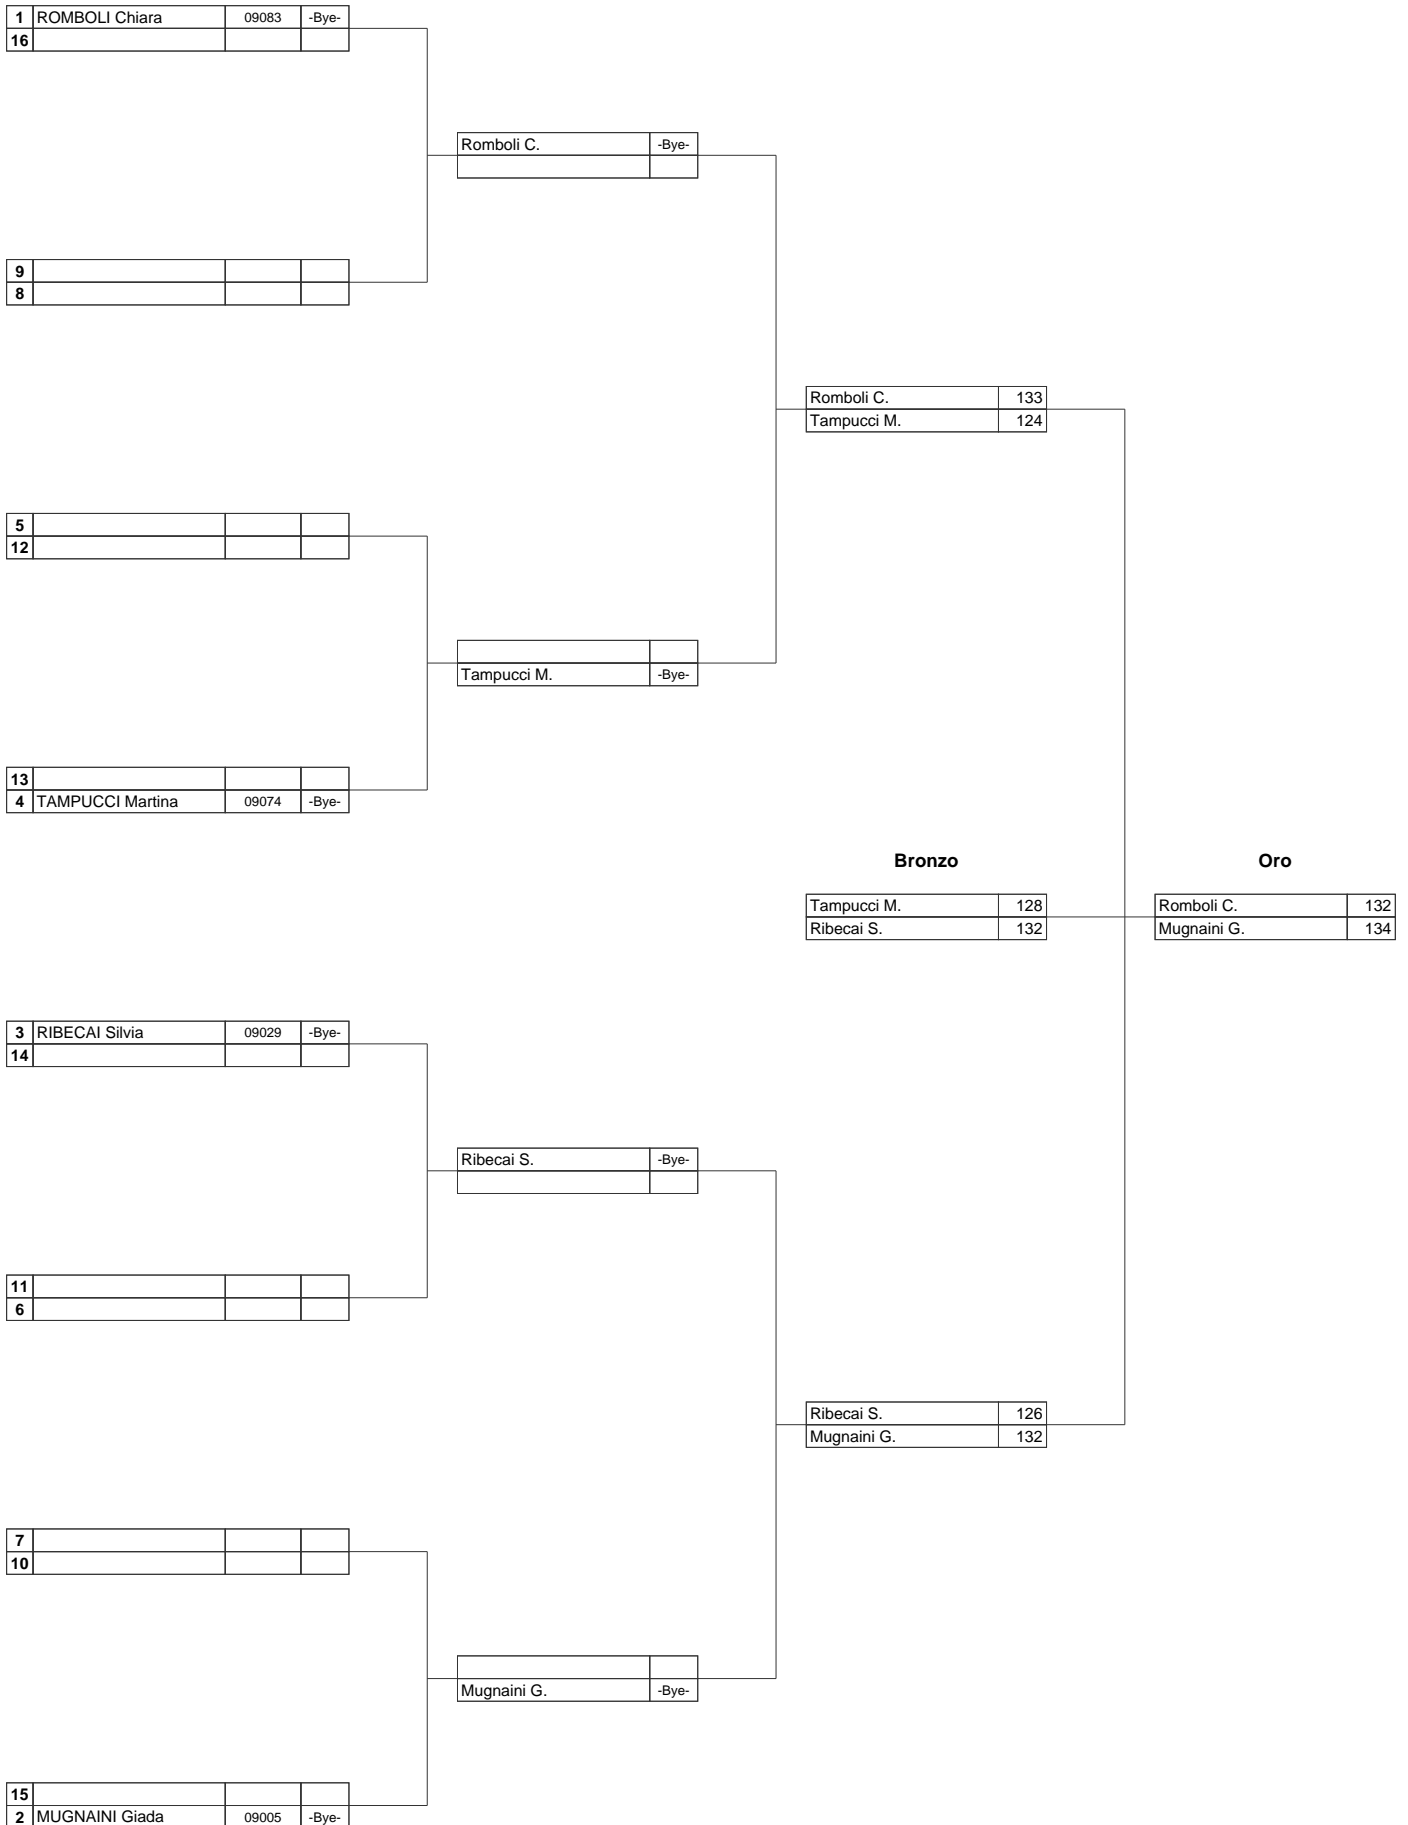 1 ROMBOLI Chiara 09083 -Bye-
16
Romboli C. -Bye-
9
8
Romboli C. 133
Tampucci M. 124
5
12
Tampucci M. -Bye-
13
4 TAMPUCCI Martina 09074 -Bye-
Bronzo Oro
Tampucci M. 128 Romboli C. 132
Ribecai S. 132 Mugnaini G. 134
3 RIBECAI Silvia 09029 -Bye-
14
Ribecai S. -Bye-
11
6
Ribecai S. 126
Mugnaini G. 132
7
10
Mugnaini G. -Bye-
15
2 MUGNAINI Giada 09005 -Bye-